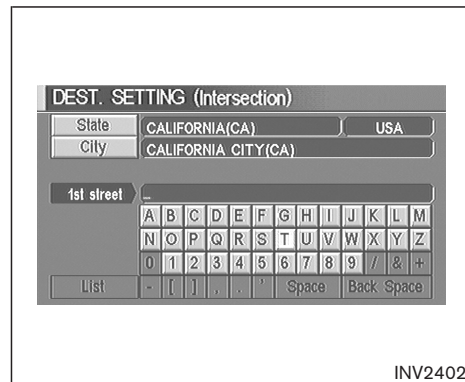 DEST. SETTING (Intersection)
State CALIFORNIA(CA) USA
City CALIFORNIA CITY(CA)
1st street _
A B C D E F G H I J K L M
N O P Q R S T U V W X Y Z
0 1 2 3 4 5 6 7 8 9 / & +
List - [ ] , . ' Space Back Space
INV2402